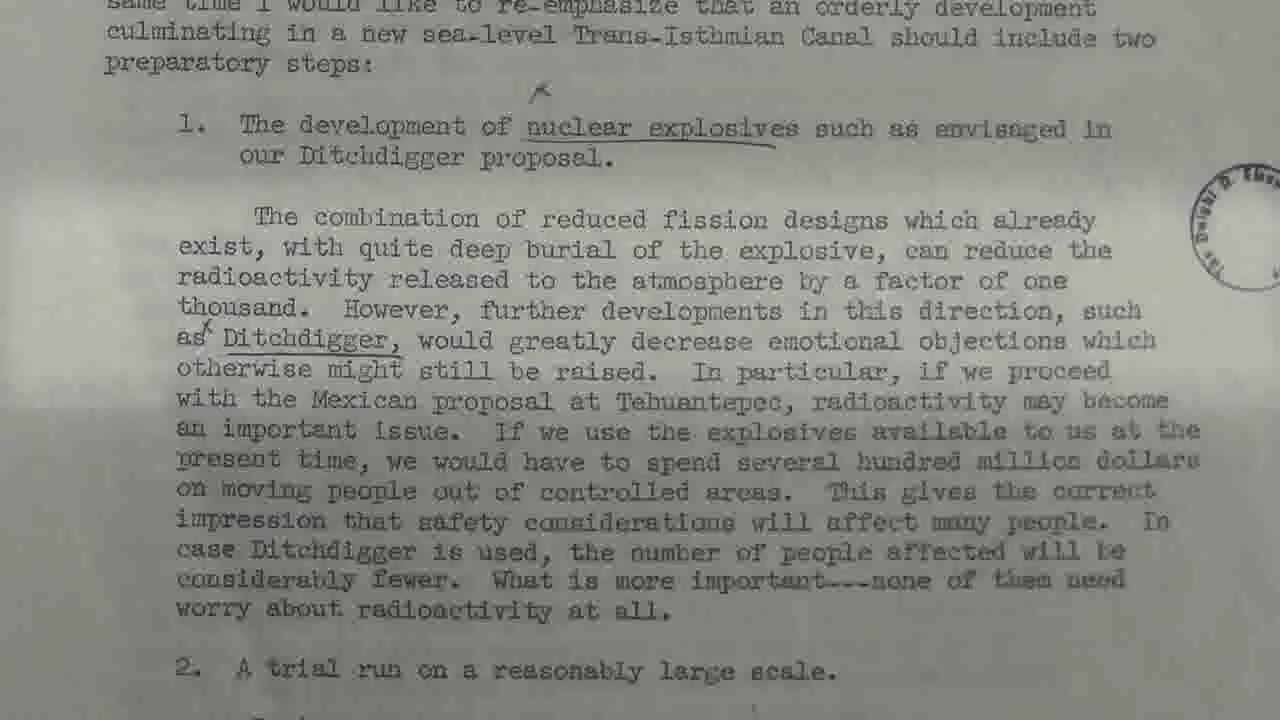 same time I would like to re-emphasize that an orderly development
culminating in a new sea-level Trans-Isthmian Canal should include two
preparatory steps:
1. The development of nuclear explosives such as envisaged in
our Ditchdigger proposal.
The combination of reduced fission designs which already
exist, with quite deep burial of the explosive, can reduce the
radioactivity released to the atmosphere by a factor of one
thousand. However, further developments in this direction, such
as Ditchdigger, would greatly decrease emotional objections which
otherwise might still be raised. In particular, if we proceed
with the Mexican proposal at Tehuantepec, radioactivity may become
an important issue. If we use the explosives available to us at the
present time, we would have to spend several hundred million dollars
on moving people out of controlled areas. This gives the correct
impression that safety considerations will affect many people. In
case Ditchdigger is used, the number of people affected will be
considerably fewer. What is more important---none of them need
worry about radioactivity at all.
2. A trial run on a reasonably large scale.
Dwight D.